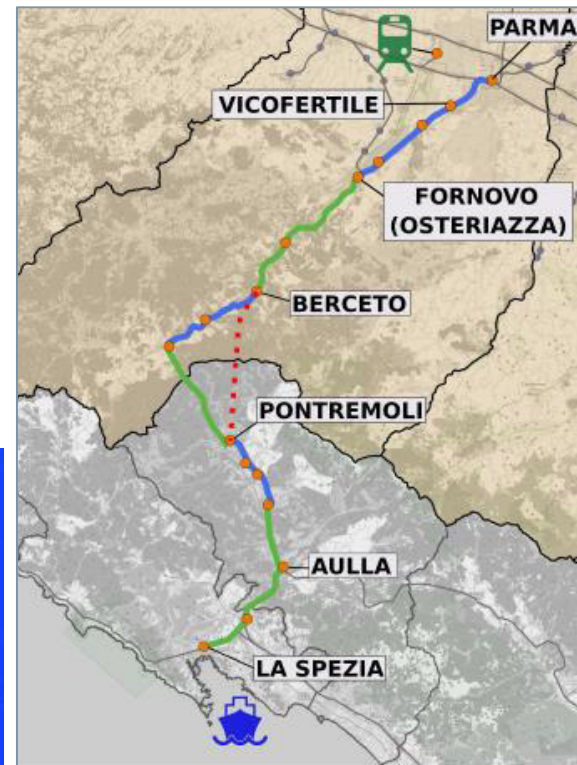 PARMA
VICOFERTILE
FORNOVO
(OSTERIAZZA)
BERCETO
PONTREMOLI
AULLA
LA SPEZIA